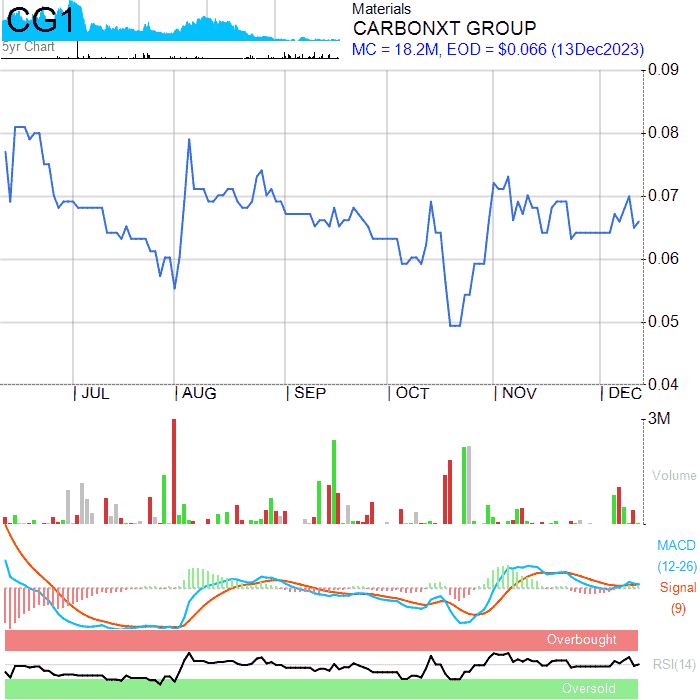 CG1
5yr Chart
Materials
CARBONXT GROUP
MC = 18.2M, EOD = $0.066 (13Dec2023)
0.09
0.08
0.07
0.06
0.05
0.04
JUL AUG SEP OCT NOV DEC
3M
Volume
MACD
(12-26)
Signal
(9)
Overbought
RSI(14)
Oversold